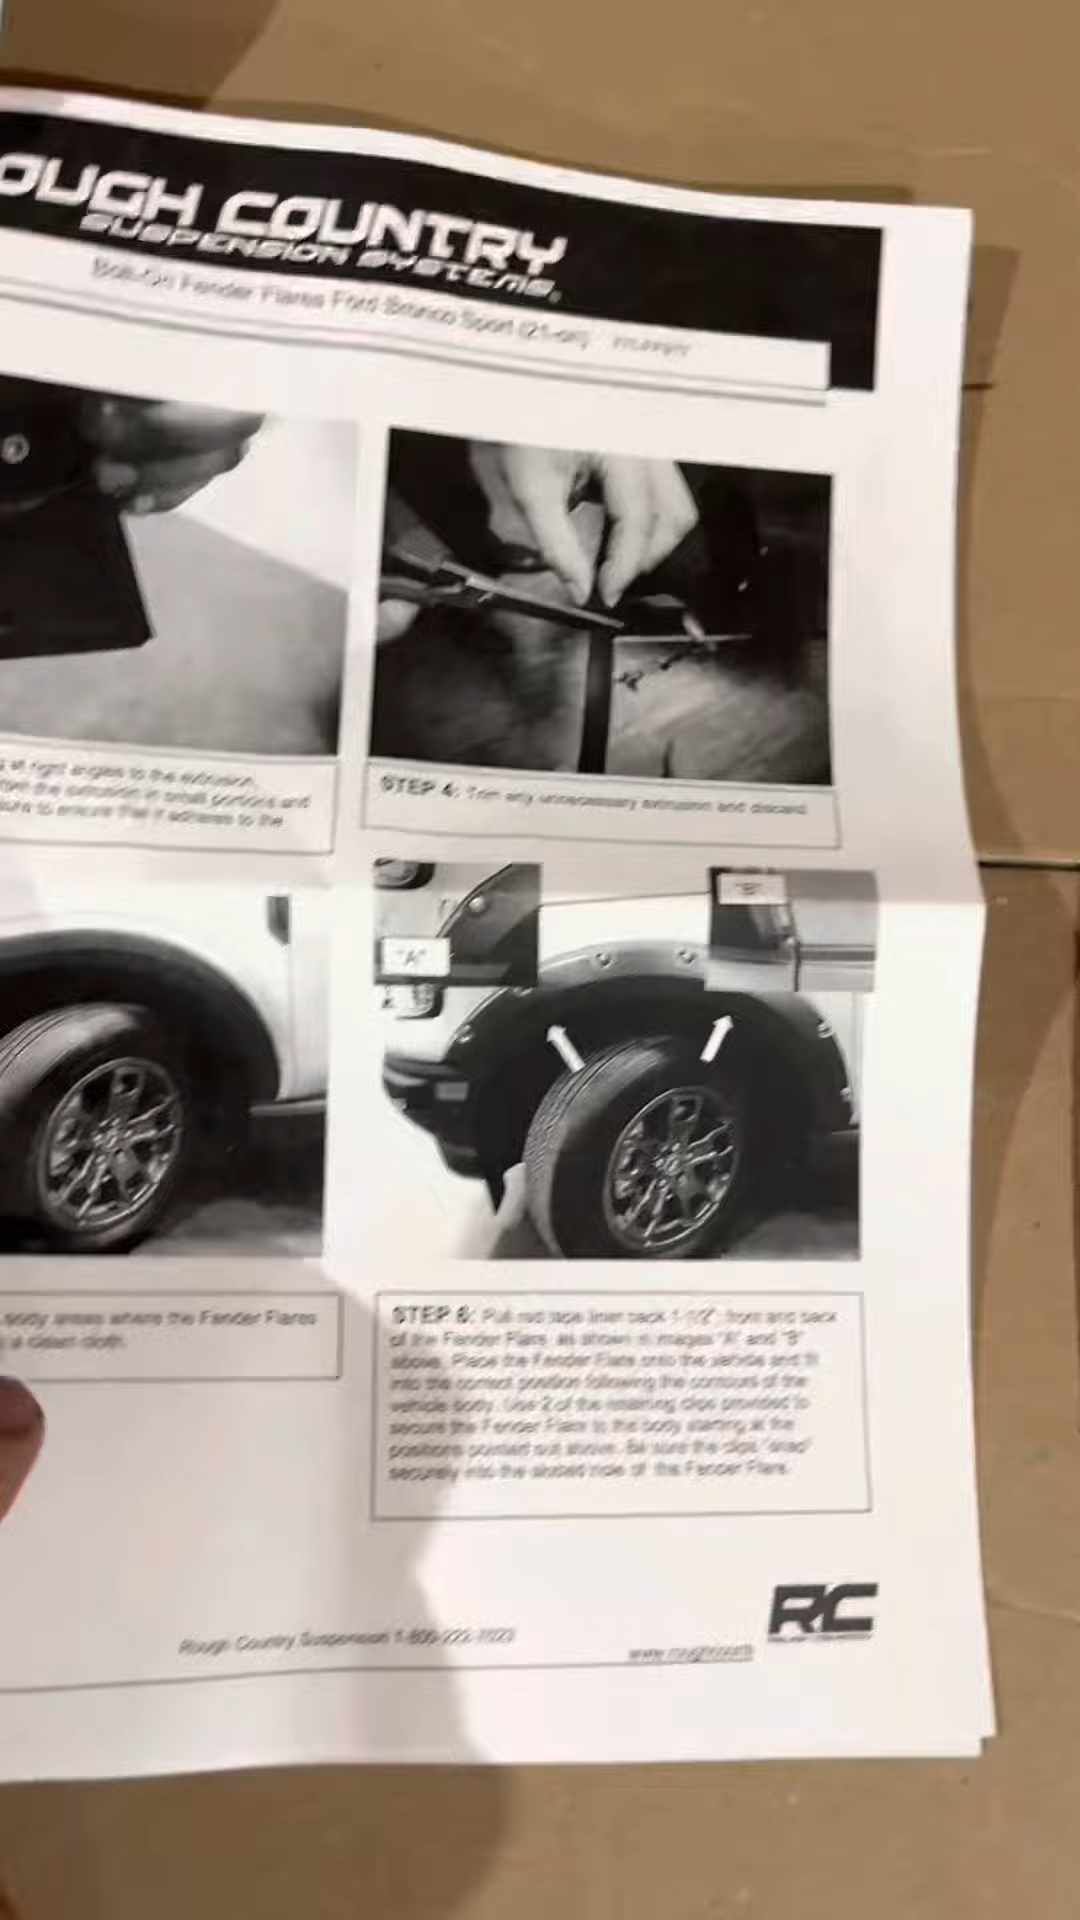 OUGH COUNTRY
SUSPENSION SYSTEMS®
Bolt-On Fender Flares Ford Bronco Sport (21-on)
at right angles to the extrusion.
the extrusion in small portions and
to ensure that it adheres to the
STEP 4: Trim any unnecessary extrusion and discard.
"A"
"B"
body areas where the Fender Flares
a clean cloth.
STEP 6: Pull red tape liner back 1-1/2" front and back
of the Fender Flare as shown in images "A" and "B"
above. Place the Fender Flare onto the vehicle and fit
into the correct position following the contours of the
vehicle body. Use 2 of the retaining clips provided to
secure the Fender Flare to the body starting at the
positions pointed out above. Be sure the clips "snap"
securely into the slotted hole of the Fender Flare.
RC
Rough Country Suspension 1-800-222-7023